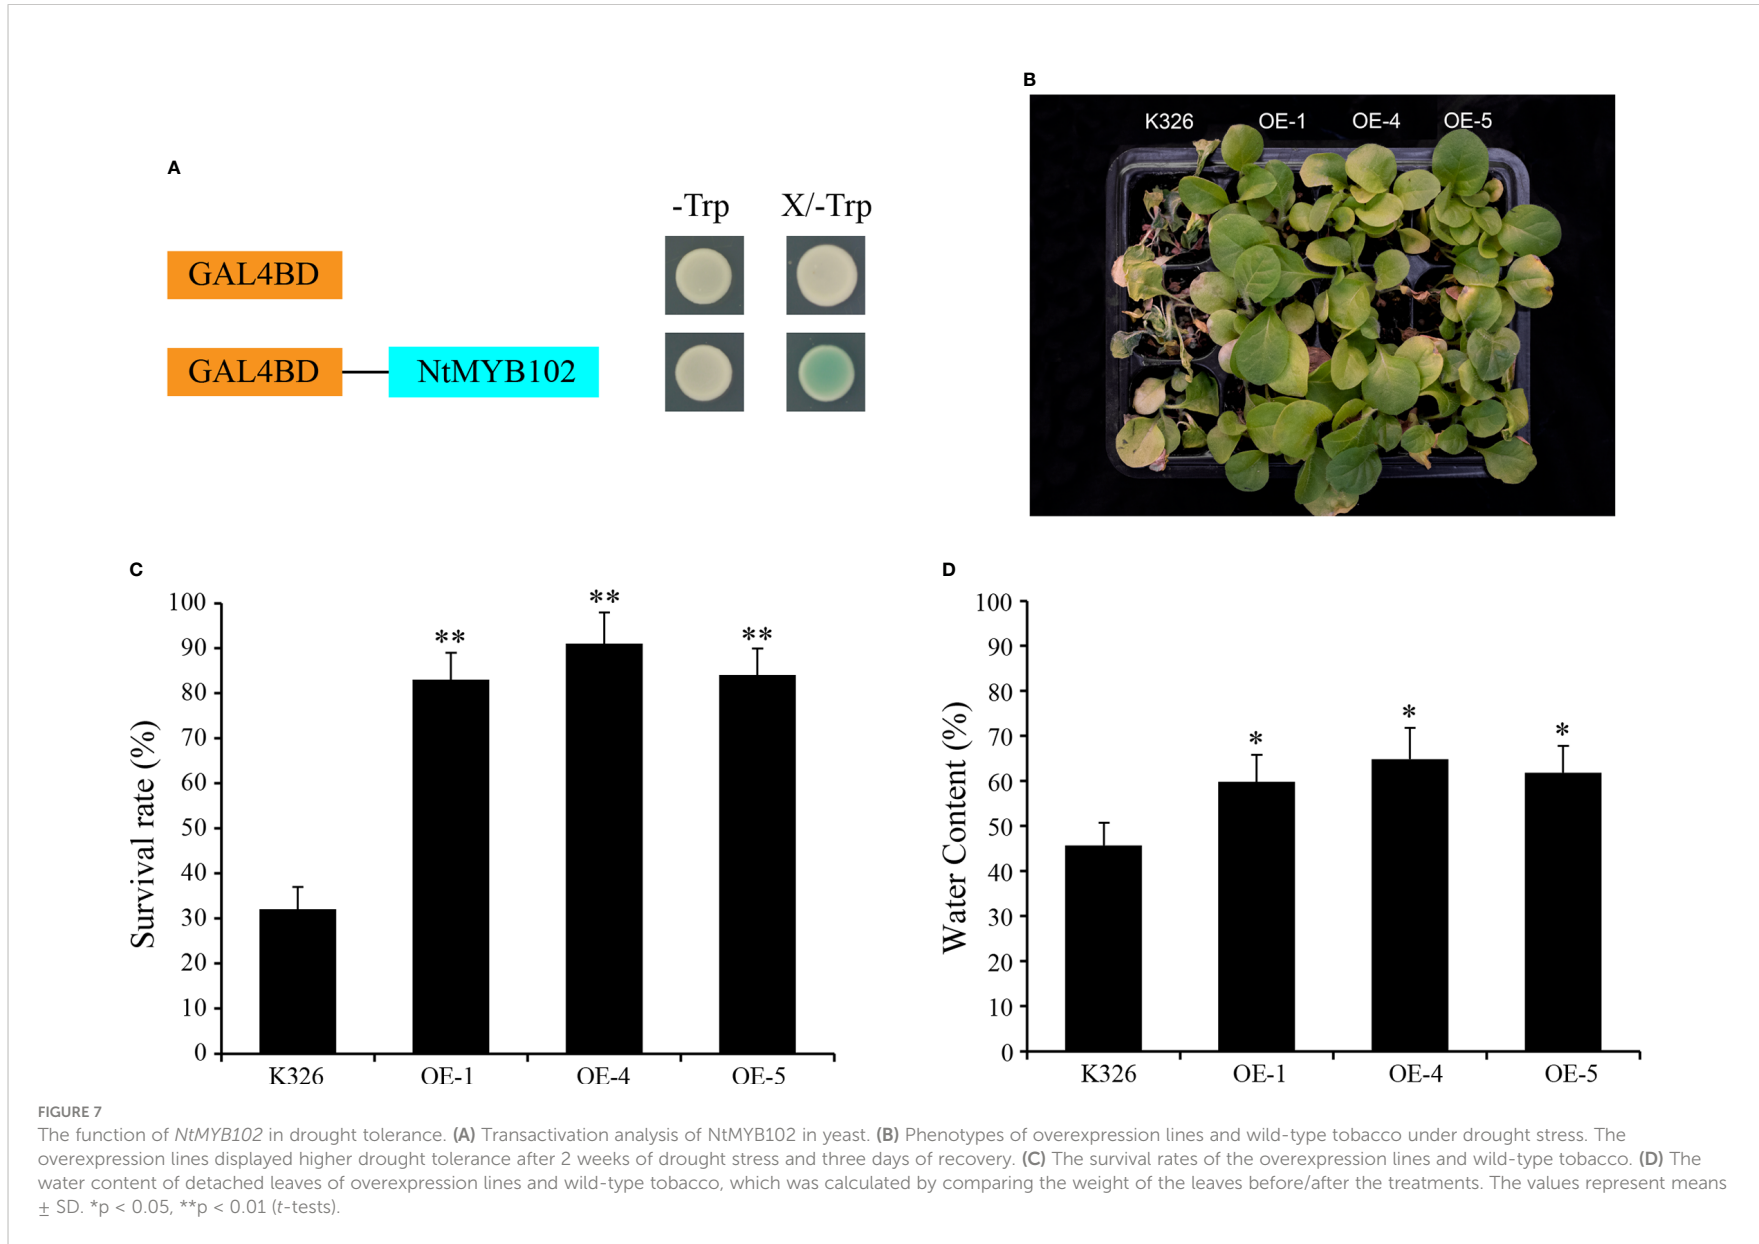 A
-Trp X/-Trp
GAL4BD
GAL4BD NtMYB102
B
K326 OE-1 OE-4 OE-5
C
Survival rate (%)
100
90
80
70
60
50
40
30
20
10
0
** ** **
K326 OE-1 OE-4 OE-5
D
Water Content (%)
100
90
80
70
60
50
40
30
20
10
0
* * *
K326 OE-1 OE-4 OE-5
FIGURE 7
The function of NtMYB102 in drought tolerance. (A) Transactivation analysis of NtMYB102 in yeast. (B) Phenotypes of overexpression lines and wild-type tobacco under drought stress. The
overexpression lines displayed higher drought tolerance after 2 weeks of drought stress and three days of recovery. (C) The survival rates of the overexpression lines and wild-type tobacco. (D) The
water content of detached leaves of overexpression lines and wild-type tobacco, which was calculated by comparing the weight of the leaves before/after the treatments. The values represent means
± SD. *p < 0.05, **p < 0.01 (t-tests).